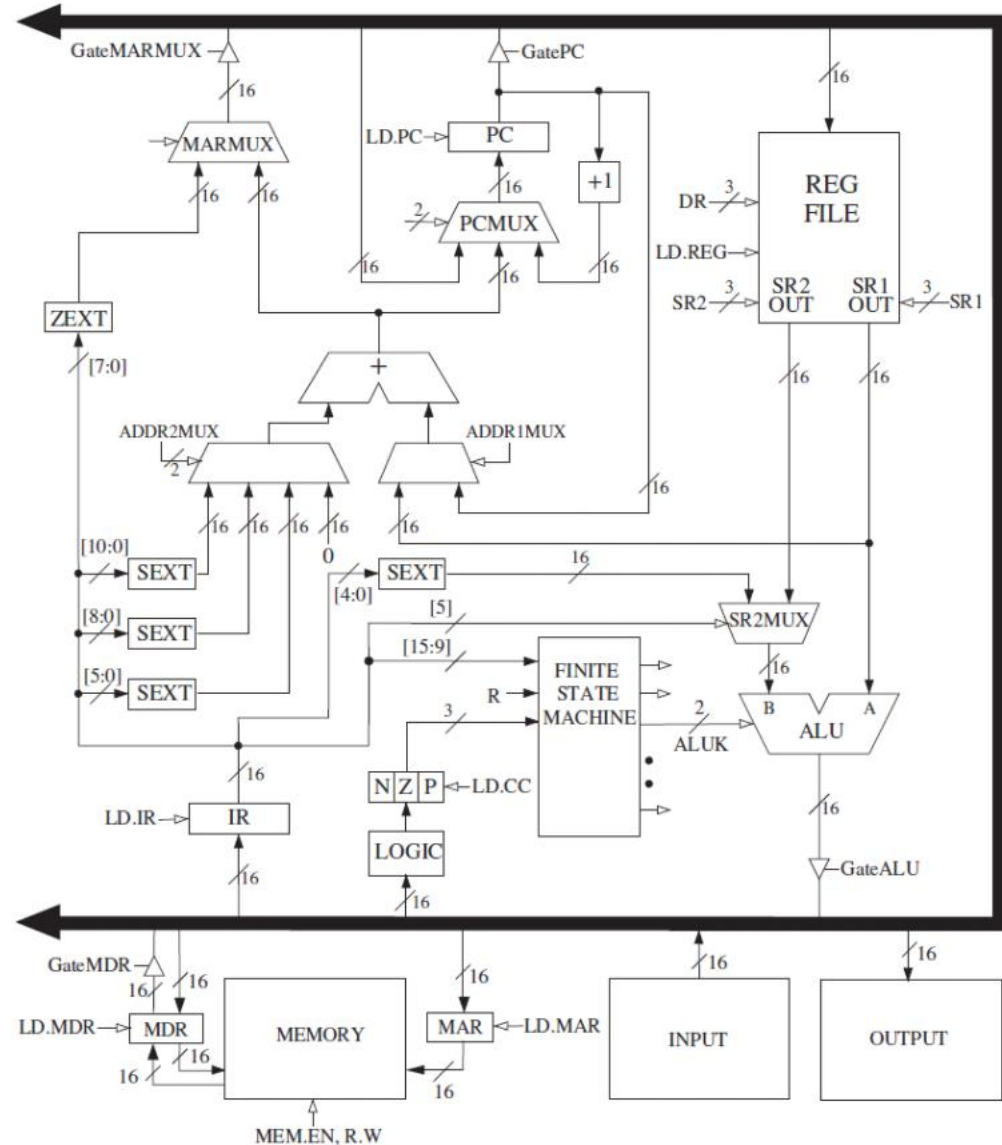 GateMARMUX
GatePC
16
16
MARMUX
LD.PC
PC
16
+1
REG
FILE
DR
3
16
16
2
PCMUX
16
16
16
LD.REG
SR2
3
SR2
OUT
SR1
OUT
3
SR1
ZEXT
[7:0]
+
16
16
ADDR2MUX
2
ADDR1MUX
16
16
16
16
16
0
16
[10:0]
SEXT
[4:0]
SEXT
16
[8:0]
SEXT
[5]
SR2MUX
[15:9]
16
[5:0]
SEXT
FINITE
STATE
MACHINE
R
3
2
ALUK
B
A
ALU
16
N Z P
LD.CC
LD.IR
IR
LOGIC
16
16
16
GateALU
GateMDR
16
16
16
16
16
LD.MDR
MDR
16
16
MEMORY
MAR
LD.MAR
16
INPUT
OUTPUT
MEM.EN, R.W